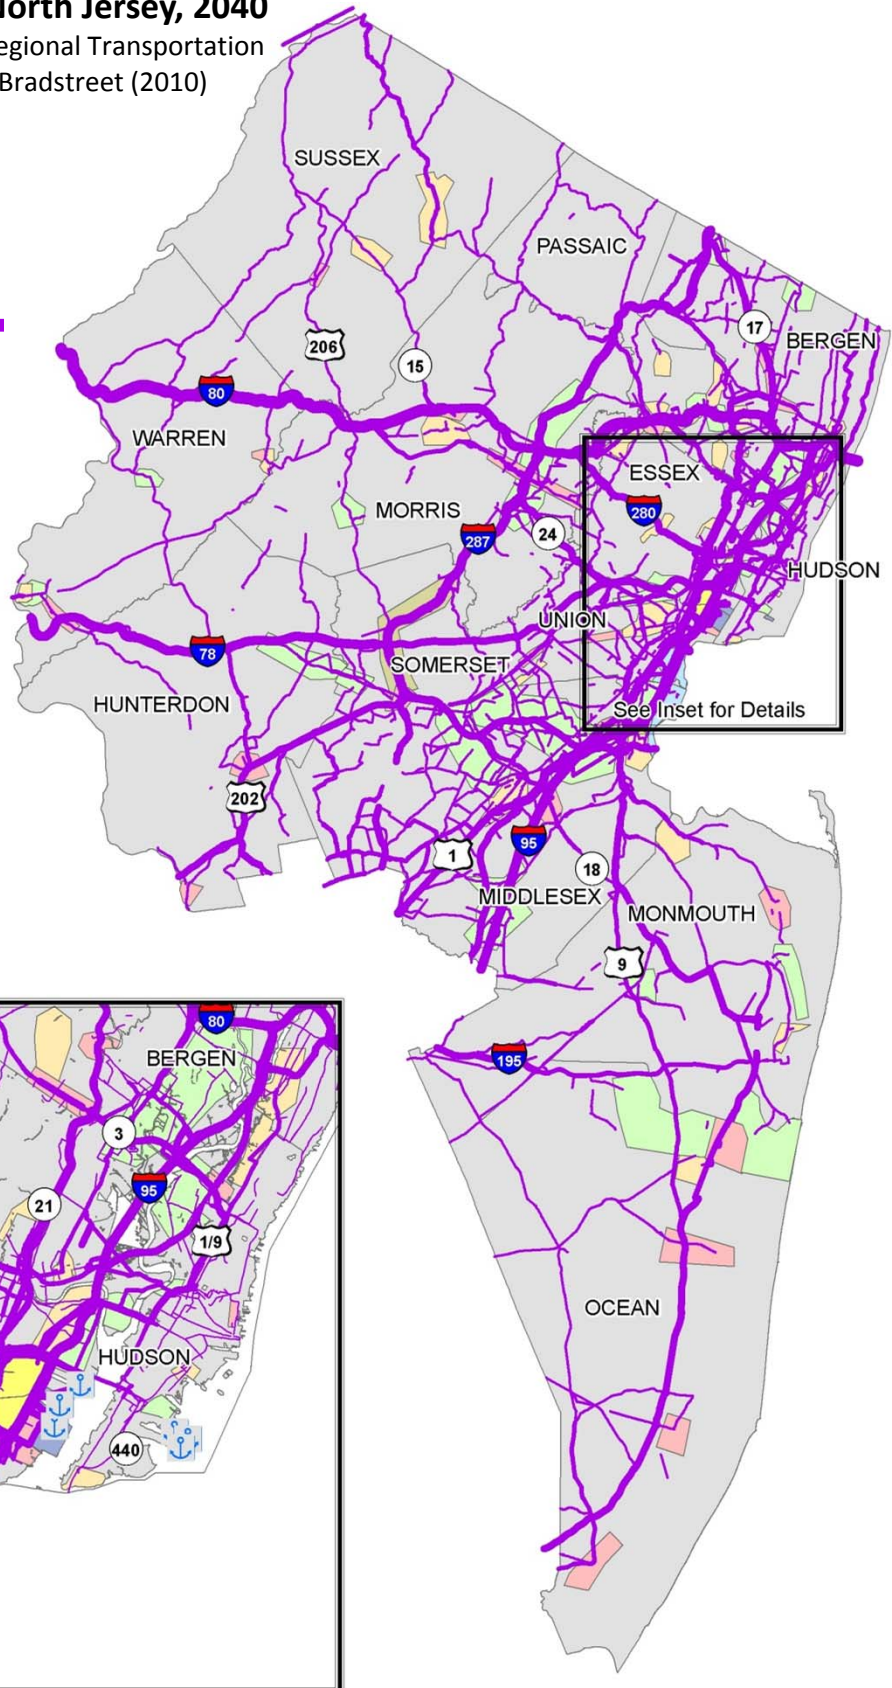 North Jersey, 2040
egional Transportation
Bradstreet (2010)
SUSSEX
PASSAIC
17
BERGEN
206
15
80
WARREN
ESSEX
MORRIS
280
287
24
HUDSON
UNION
78
SOMERSET
HUNTERDON
See Inset for Details
202
95
1
18
MIDDLESEX
MONMOUTH
9
195
OCEAN
80
BERGEN
3
95
21
1/9
HUDSON
440